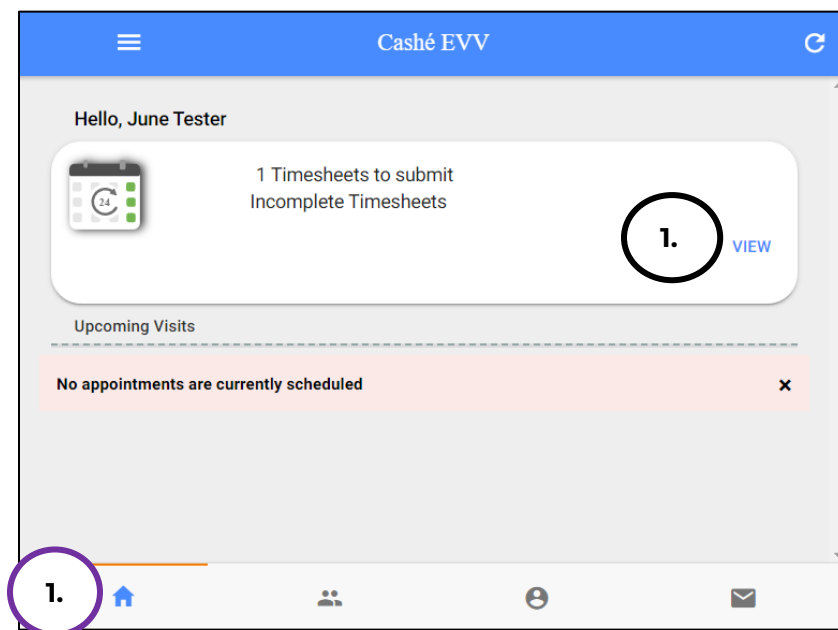 Cashé EVV
Hello, June Tester
24
1 Timesheets to submit
Incomplete Timesheets
1.
VIEW
Upcoming Visits
No appointments are currently scheduled
1.